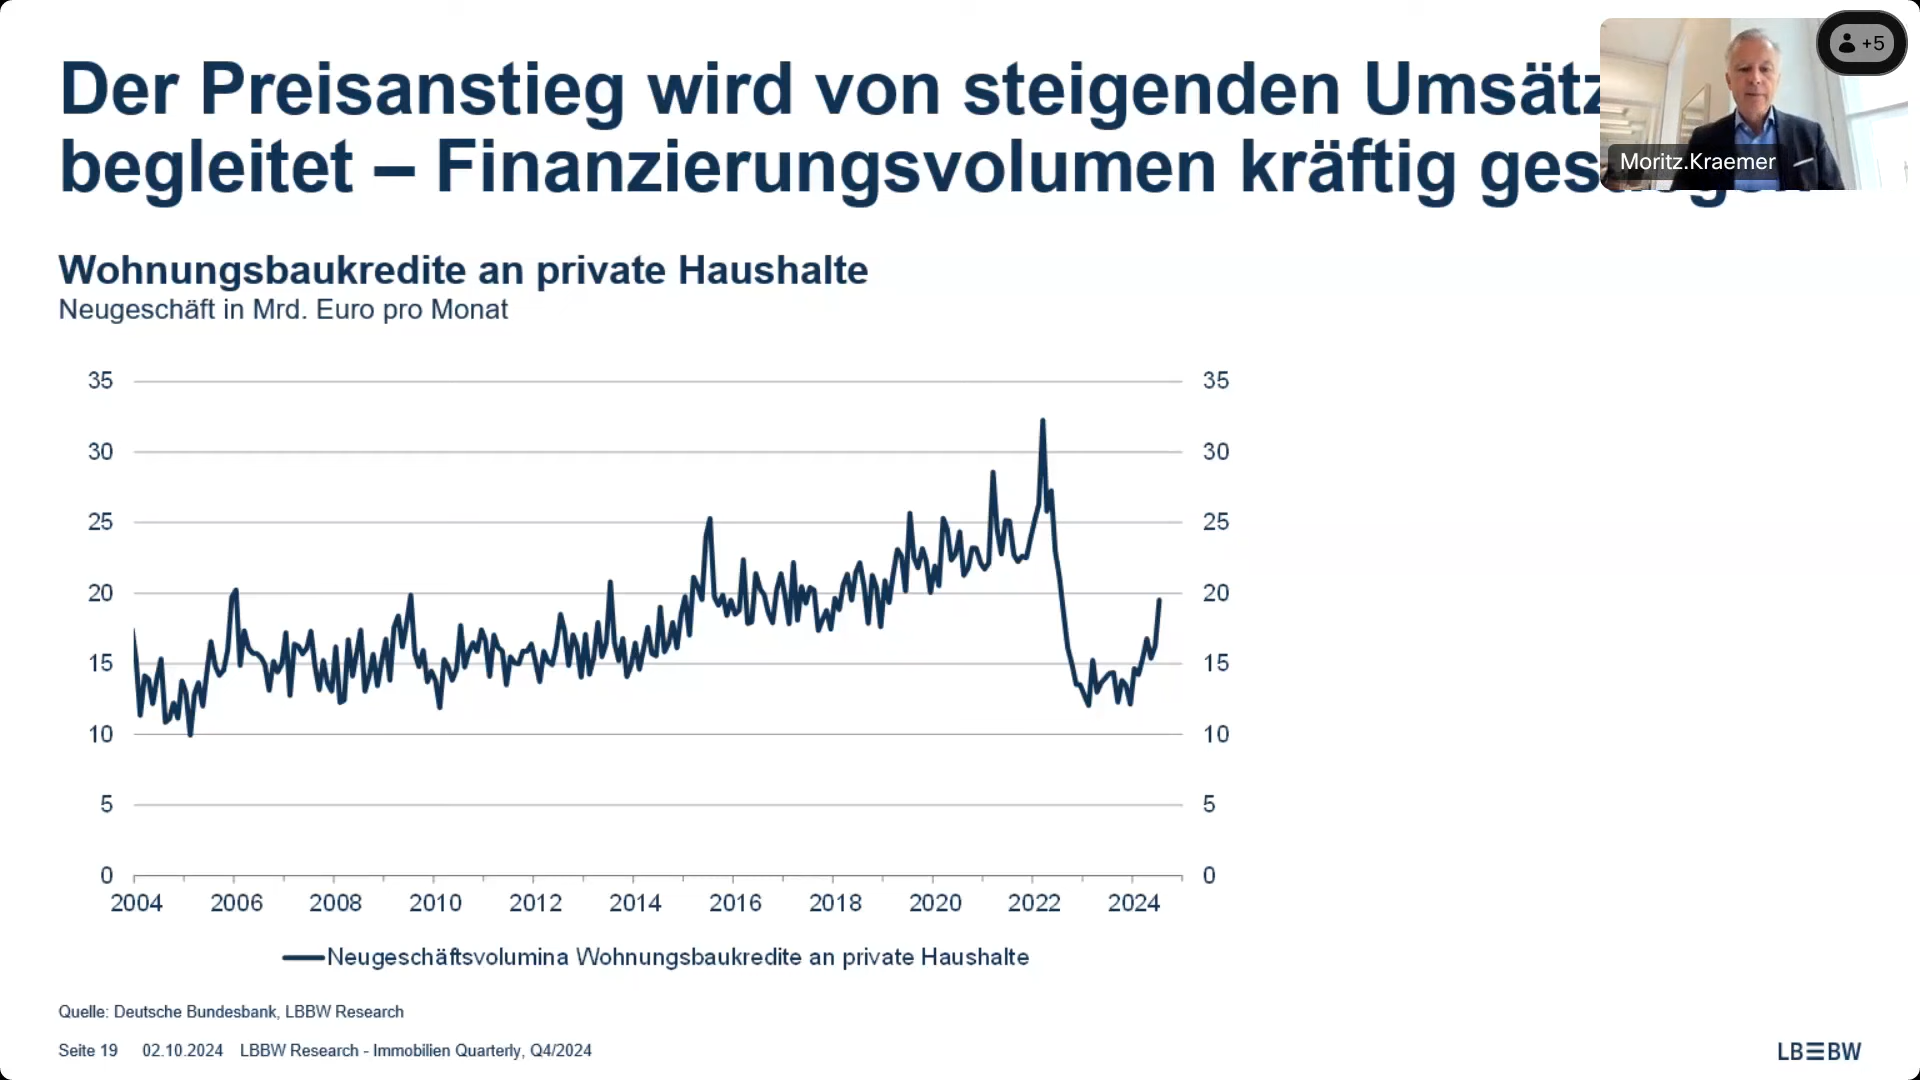 Der Preisanstieg wird von steigenden
begleitet – Finanzierungsvolumen kräftig
Moritz.Kraemer
+5
Wohnungsbaukredite an private Haushalte
Neugeschäft in Mrd. Euro pro Monat
35 35
30 30
25 25
20 20
15 15
10 10
5 5
0 0
2004 2006 2008 2010 2012 2014 2016 2018 2020 2022 2024
Neugeschäftsvolumina Wohnungsbaukredite an private Haushalte
Quelle: Deutsche Bundesbank, LBBW Research
Seite 19 02.10.2024 LBBW Research - Immobilien Quarterly, Q4/2024
LB≡BW